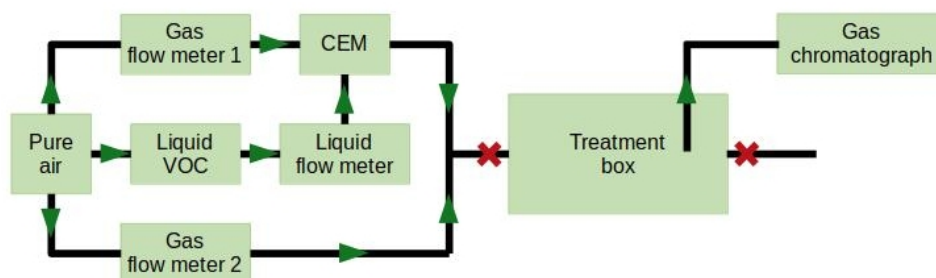 Gas
flow meter 1
CEM
Gas
chromatograph
Pure
air
Liquid
VOC
Liquid
flow meter
Treatment
box
Gas
flow meter 2